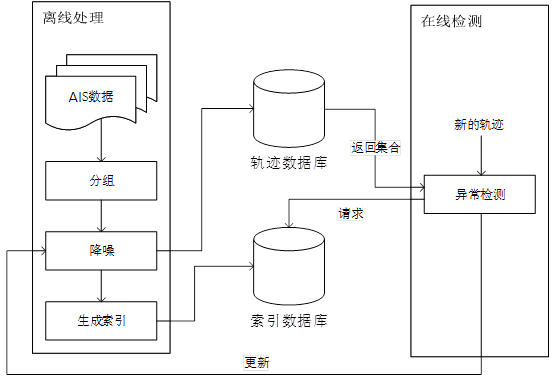 离线处理
在线检测
AIS数据
新的轨迹
返回集合
轨迹数据库
分组
异常检测
请求
降噪
生成索引
索引数据库
更新